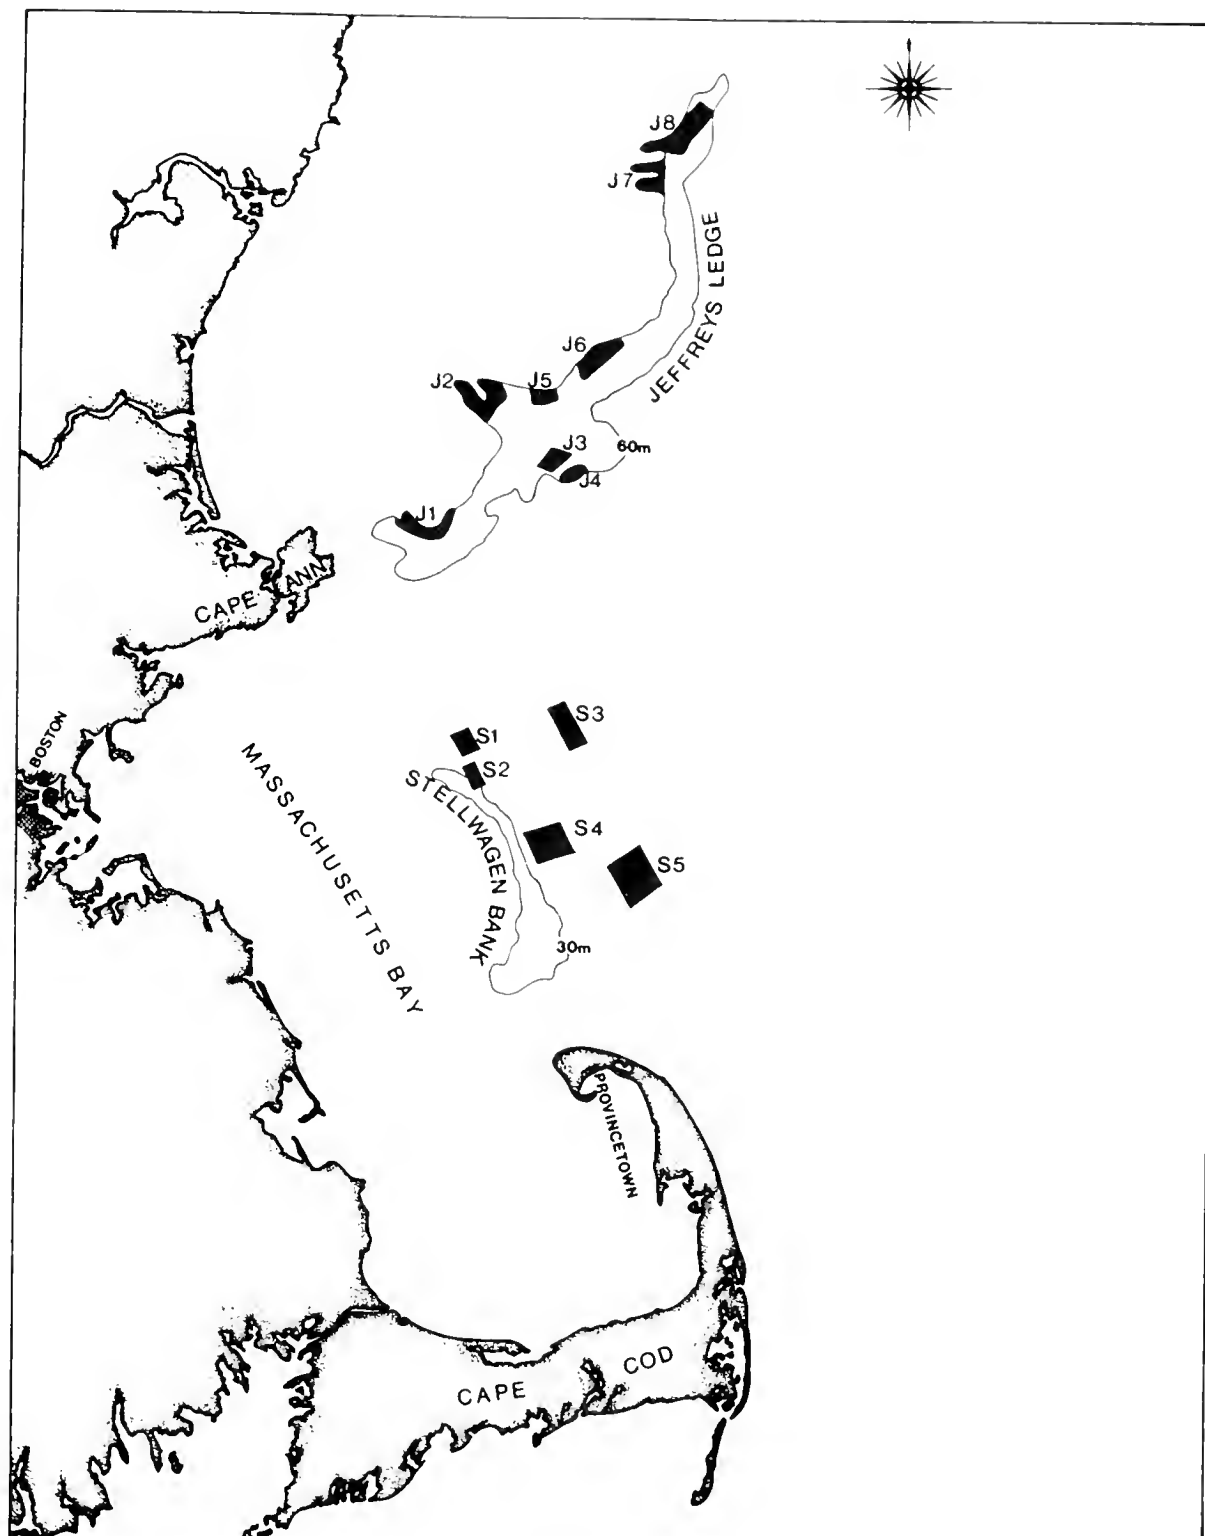 J8
J7
JEFFREYS LEDGE
J6
J2
J5
J3
60m
J4
J1
CAPE ANN
S3
BOSTON
S1
S2
STELLWAGEN BANK
MASSACHUSETTS BAY
S4
S5
30m
PROVINCETOWN
CAPE COD